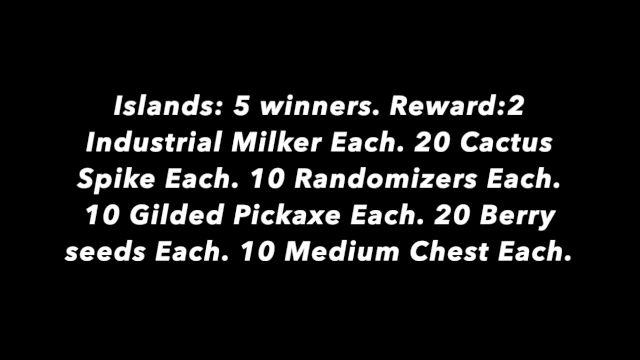 Islands: 5 winners. Reward:2
Industrial Milker Each. 20 Cactus
Spike Each. 10 Randomizers Each.
10 Gilded Pickaxe Each. 20 Berry
seeds Each. 10 Medium Chest Each.